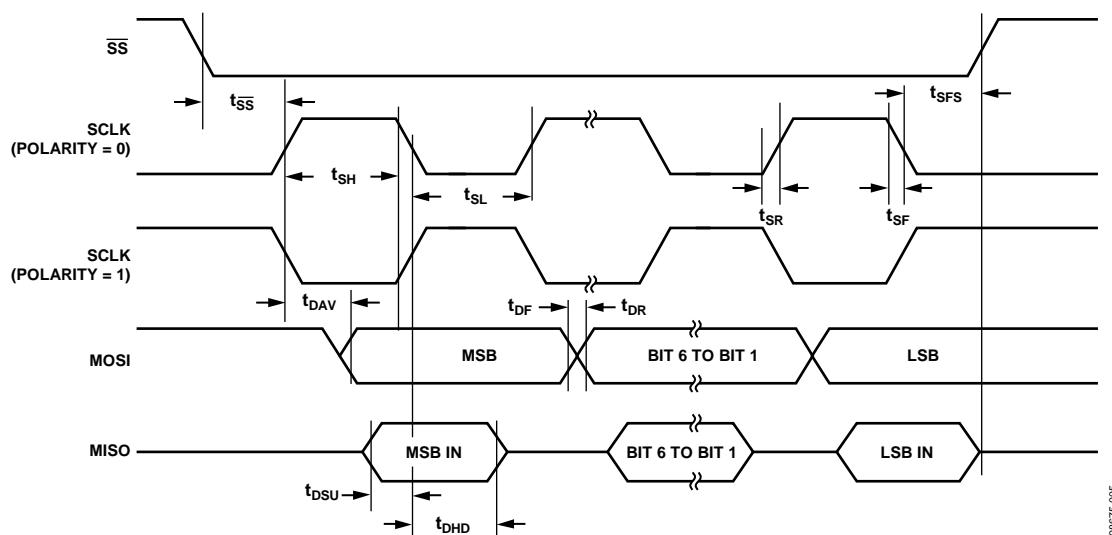 SS
tSS
tSFS
SCLK
(POLARITY = 0)
tSH
tSL
tSR
tSF
SCLK
(POLARITY = 1)
tDAV
tDF
tDR
MOSI
MSB
BIT 6 TO BIT 1
LSB
MISO
MSB IN
BIT 6 TO BIT 1
LSB IN
tDSU
tDHD